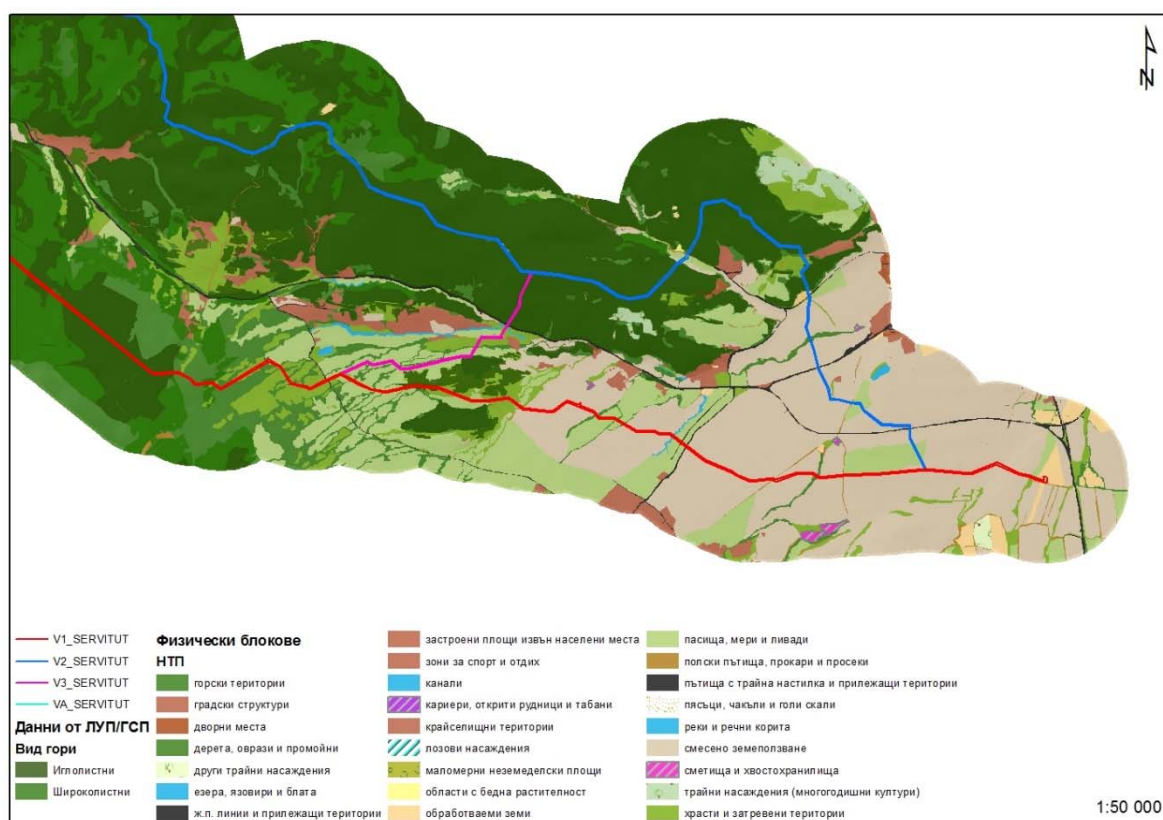 N
V1_SERVITUT
V2_SERVITUT
V3_SERVITUT
VA_SERVITUT
Данни от ЛУП/ГСП
Вид гори
Иглолистни
Широколистни
Физически блокове
НТП
горски територии
градски структури
дворни места
дерета, оврази и промойни
други трайни насаждения
езера, язовири и блата
ж.п. линии и прилежащи територии
застроени площи извън населени места
зони за спорт и отдих
канали
кариери, открити рудници и табани
крайселищни територии
лозови насаждения
маломерни неземеделски площи
области с бедна растителност
обработваеми земи
пасища, мери и ливади
полски пътища, прокари и просеки
пътища с трайна настилка и прилежащи територии
пясъци, чакъли и голи скали
реки и речни корита
смесено земеползване
сметища и хвостохранилища
трайни насаждения (многогодишни култури)
храсти и затревени територии
1:50 000